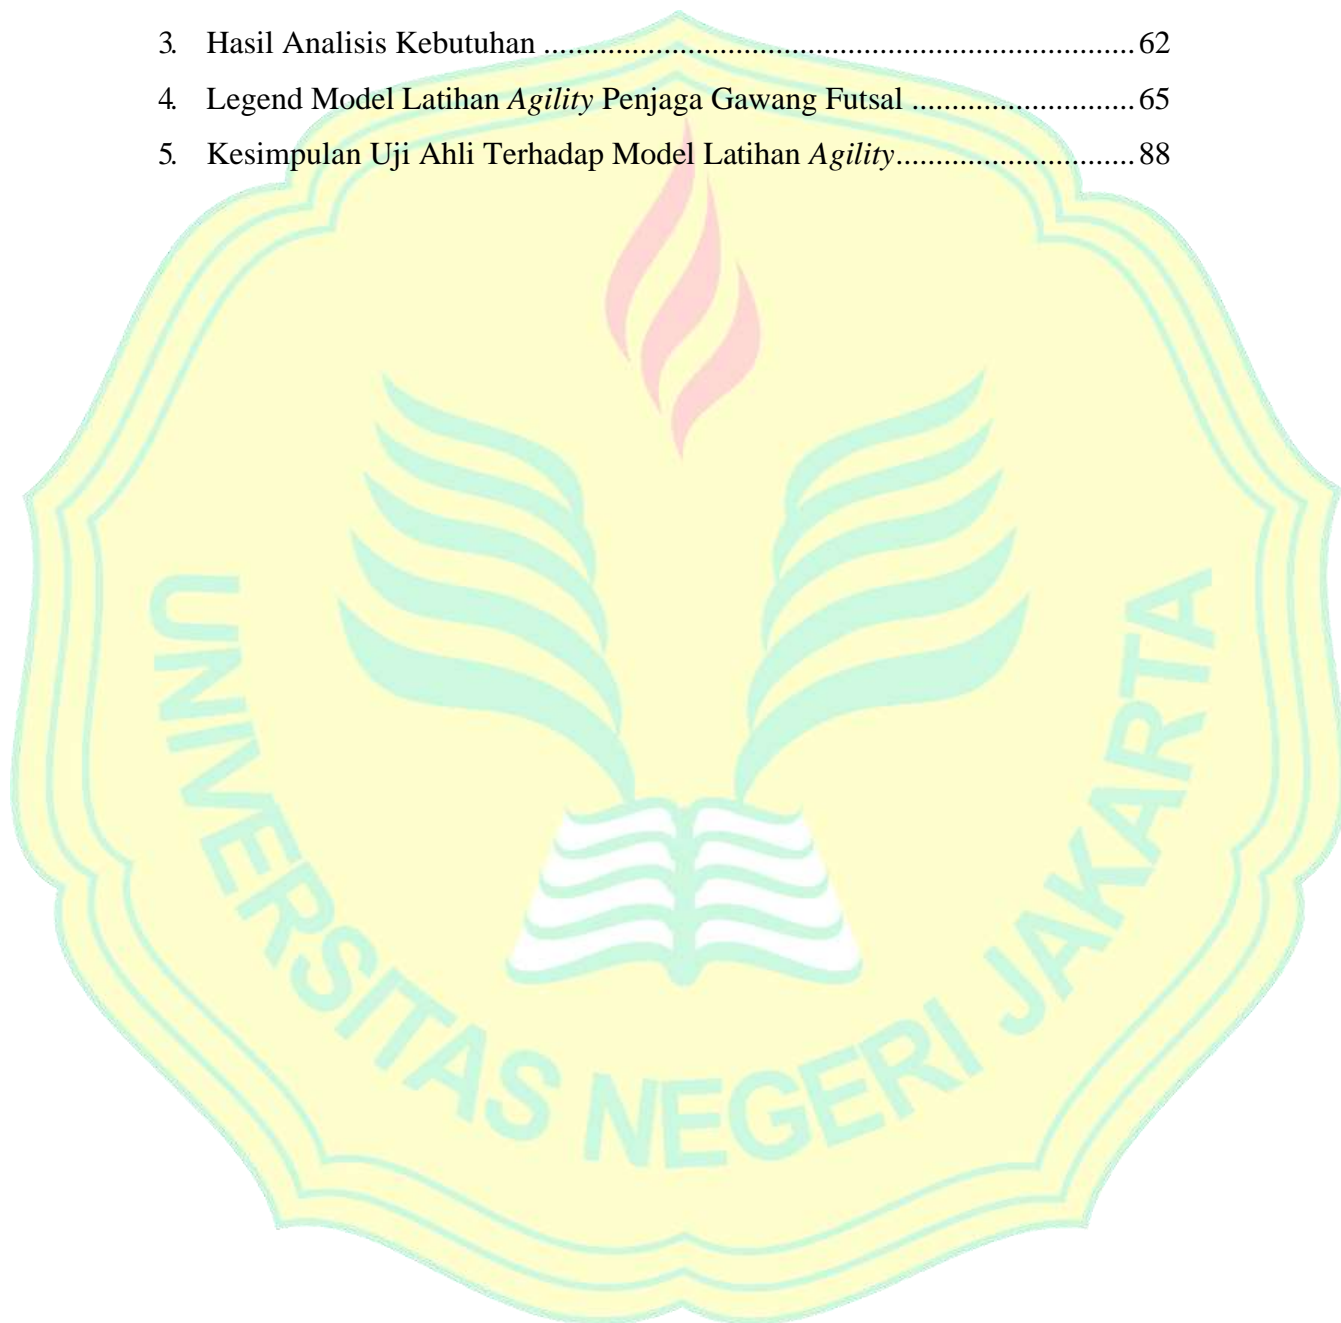 3. Hasil Analisis Kebutuhan ............................................................................ 62
4. Legend Model Latihan Agility Penjaga Gawang Futsal ............................ 65
5. Kesimpulan Uji Ahli Terhadap Model Latihan Agility.............................. 88
UNIVERSITAS NEGERI JAKARTA